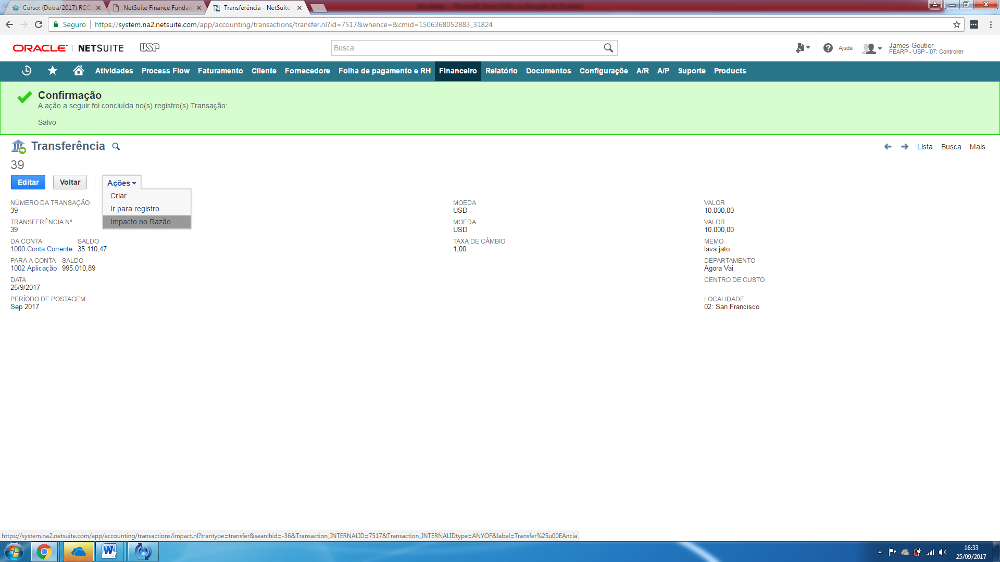 Curso: (Dutra/2017) RCC
NetSuite Finance Fundam
Transferência - NetSuite
Seguro
https://system.na2.netsuite.com/app/accounting/transactions/transfer.nl?id=7517&whence=&cmid=1506368052883_31824
ORACLE | NETSUITE USP
Busca
Ajuda
James Goutier
FEARP - USP - 07: Controller
Atividades Process Flow Faturamento Cliente Fornecedore Folha de pagamento e RH Financeiro Relatório Documentos Configuraçõe A/R A/P Suporte Products
Confirmação
A ação a seguir foi concluída no(s) registro(s) Transação:
Salvo
Transferência
Lista Busca Mais
39
Editar Voltar Ações
Criar
Ir para registro
Impacto no Razão
NÚMERO DA TRANSAÇÃO
39
TRANSFERÊNCIA Nº
39
DA CONTA SALDO
1000 Conta Corrente 35.110,47
PARA A CONTA SALDO
1002 Aplicação 995.010,89
DATA
25/9/2017
PERÍODO DE POSTAGEM
Sep 2017
MOEDA
USD
MOEDA
USD
TAXA DE CÂMBIO
1,00
VALOR
10.000,00
VALOR
10.000,00
MEMO
lava jato
DEPARTAMENTO
Agora Vai
CENTRO DE CUSTO
LOCALIDADE
02: San Francisco
https://system.na2.netsuite.com/app/accounting/transactions/impact.nl?trantype=transfer&searchid=-36&Transaction_INTERNALID=7517&Transaction_INTERNALIDtype=ANYOF&label=Transfer%25u00EAncia
16:33
25/09/2017